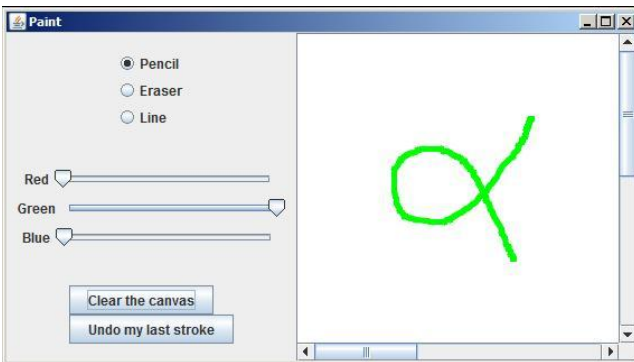 Paint
Pencil
Eraser
Line
Red
Green
Blue
Clear the canvas
Undo my last stroke